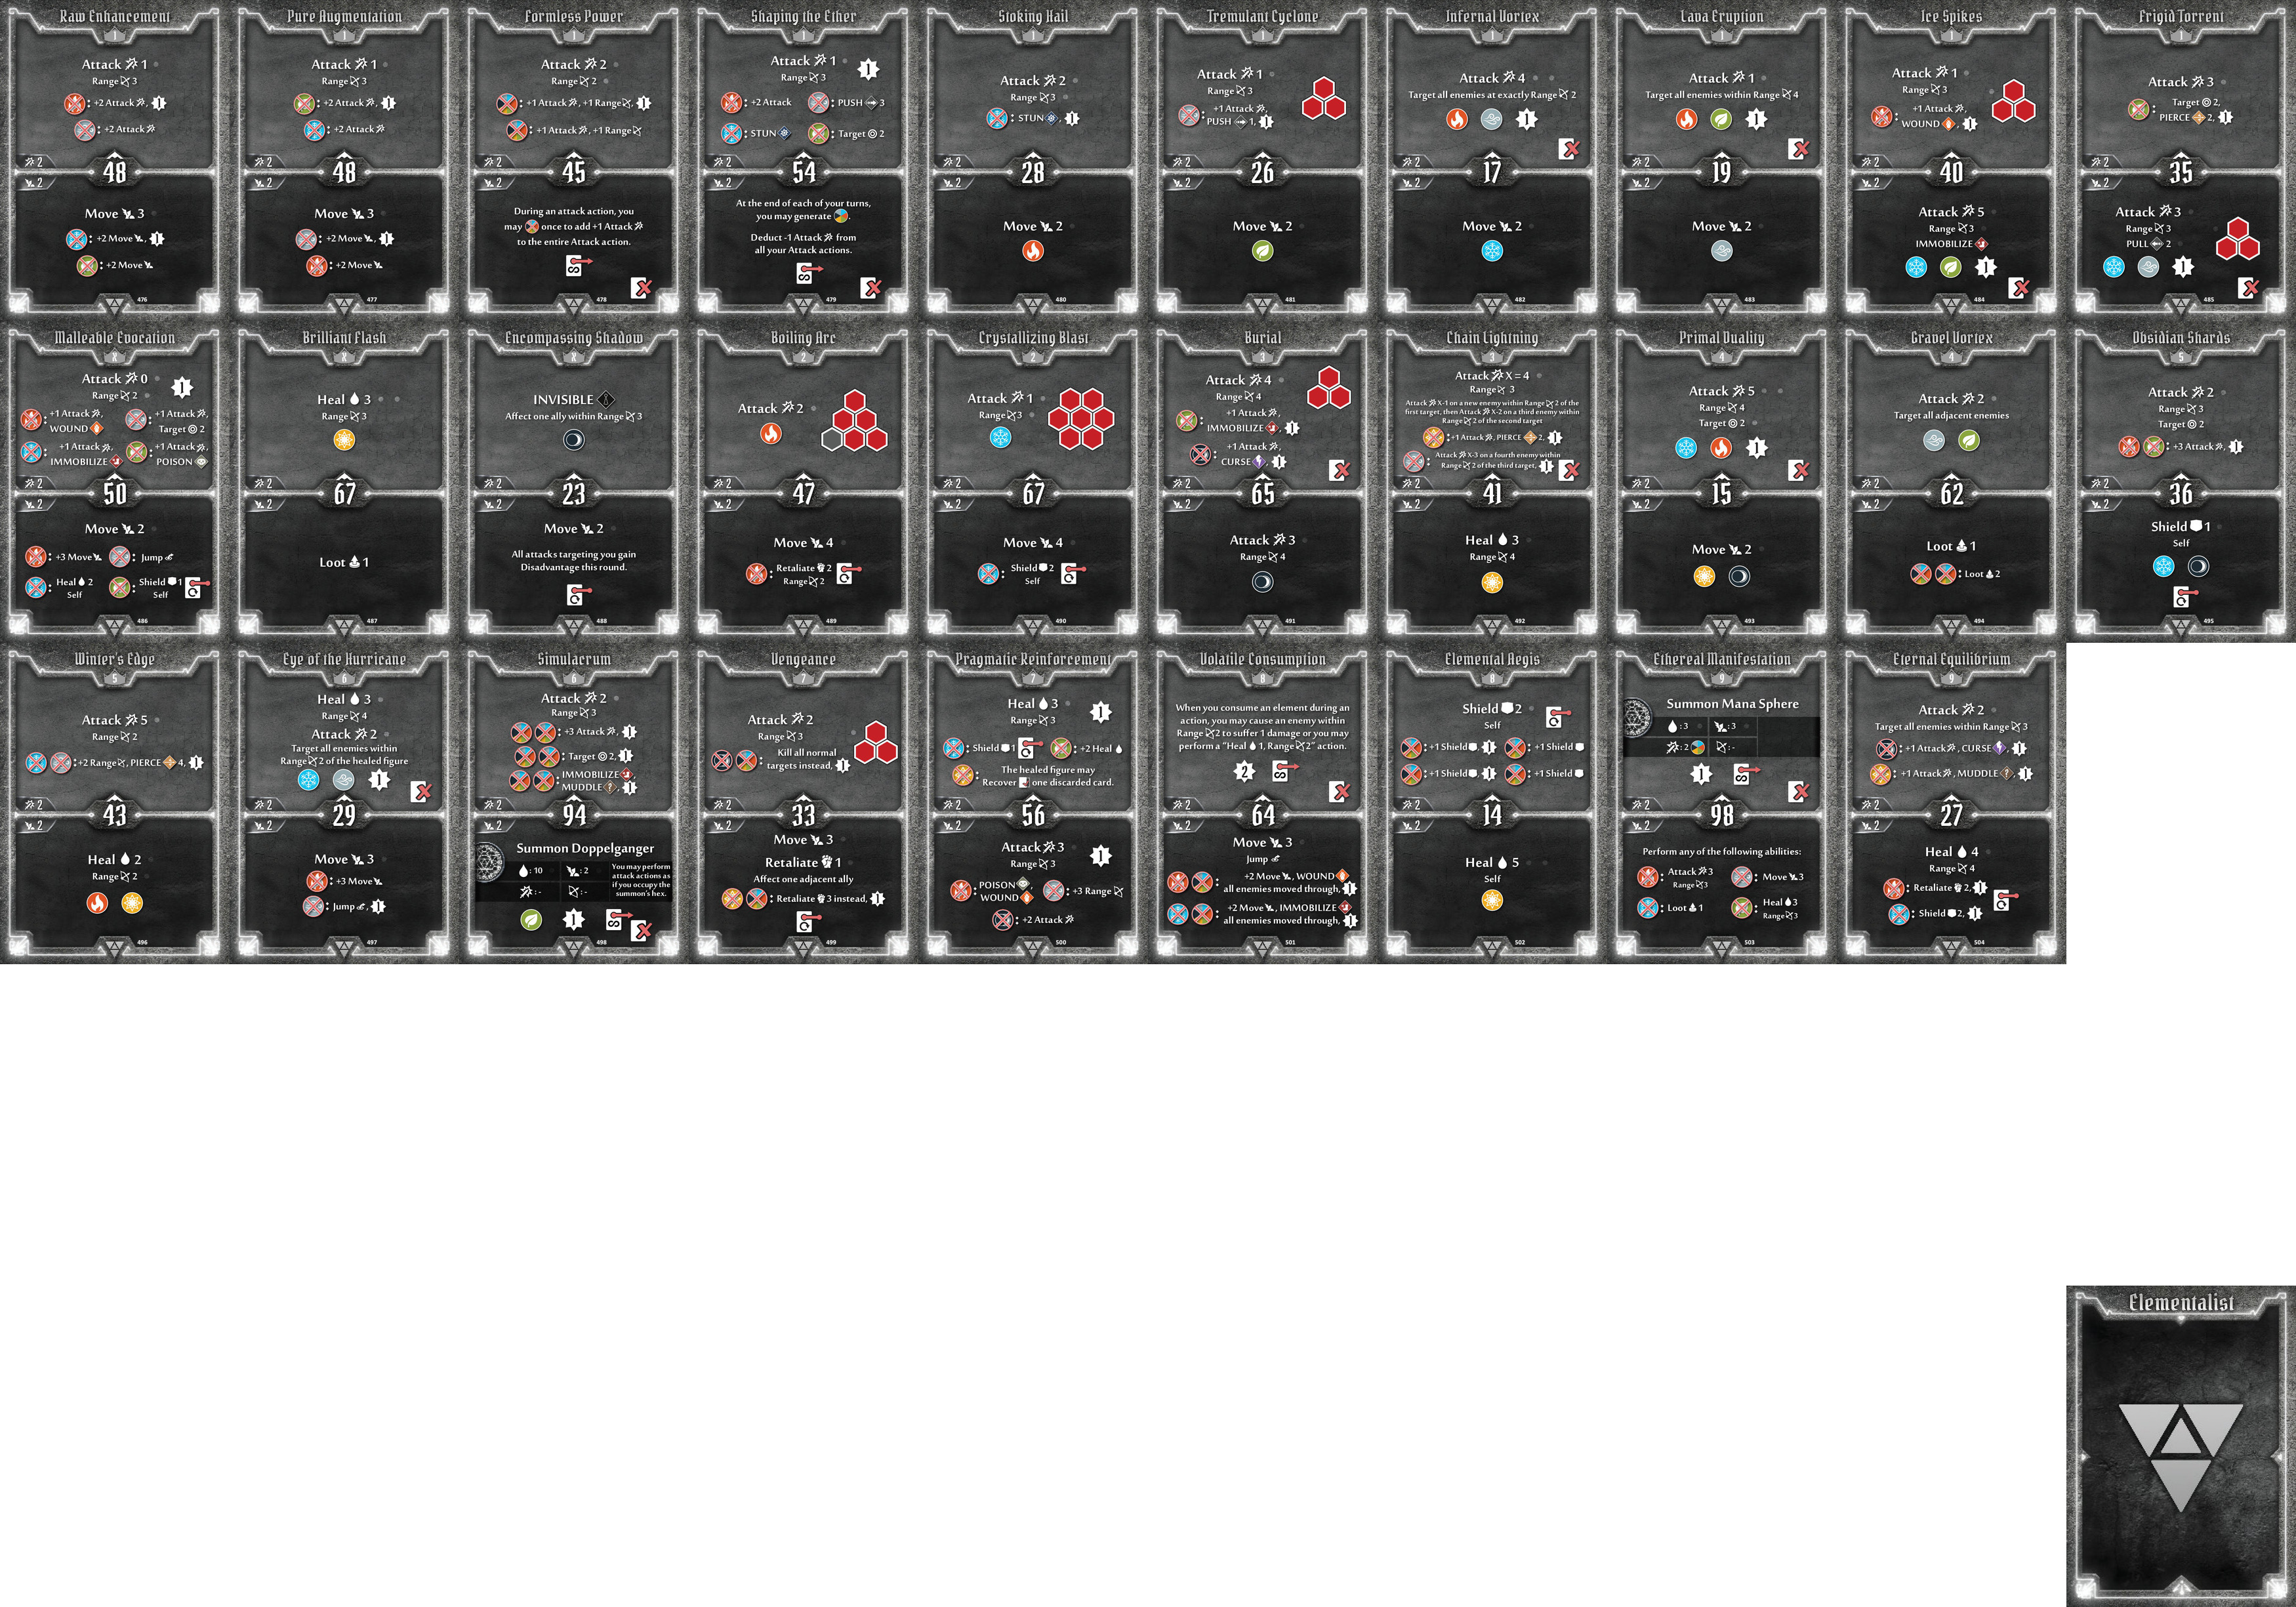 Raw Enhancement
1
Attack 1
Range 3
: +2 Attack , 1
: +2 Attack
2
48
2
Move 3
: +2 Move , 1
: +2 Move
476
Pure Augmentation
1
Attack 1
Range 3
: +2 Attack , 1
: +2 Attack
2
48
2
Move 3
: +2 Move , 1
: +2 Move
477
Formless Power
1
Attack 2
Range 2
: +1 Attack , +1 Range , 1
: +1 Attack , +1 Range
2
45
2
During an attack action, you
may once to add +1 Attack
to the entire Attack action.
478
Shaping the Ether
1
Attack 1
Range 3
1
: +2 Attack : PUSH 3
: STUN : Target 2
2
54
2
At the end of each of your turns,
you may generate .
Deduct -1 Attack from
all your Attack actions.
479
Stoking Hail
1
Attack 2
Range 3
: STUN , 1
2
28
2
Move 2
480
Tremulant Cyclone
1
Attack 1
Range 3
: +1 Attack ,
PUSH 1, 1
2
26
2
Move 2
481
Infernal Vortex
1
Attack 4
Target all enemies at exactly Range 2
1
2
17
2
Move 2
482
Lava Eruption
1
Attack 1
Target all enemies within Range 4
1
2
19
2
Move 2
483
Ice Spikes
1
Attack 1
Range 3
: +1 Attack ,
WOUND , 1
2
40
2
Attack 5
Range 3
IMMOBILIZE
1
484
Frigid Torrent
1
Attack 3
: Target 2,
PIERCE 2, 1
2
35
2
Attack 3
Range 3
PULL 2
1
485
Malleable Evocation
X
Attack 0
Range 2
1
: +1 Attack ,
WOUND
: +1 Attack ,
Target 2
: +1 Attack ,
IMMOBILIZE
: +1 Attack ,
POISON
2
50
2
Move 2
: +3 Move : Jump
: Heal 2
Self
: Shield 1
Self
486
Brilliant Flash
X
Heal 3
Range 3
2
67
2
Loot 1
487
Encompassing Shadow
X
INVISIBLE
Affect one ally within Range 3
2
23
2
Move 2
All attacks targeting you gain
Disadvantage this round.
488
Boiling Arc
2
Attack 2
2
47
2
Move 4
: Retaliate 2
Range 2
489
Crystallizing Blast
2
Attack 1
Range 3
2
67
2
Move 4
: Shield 2
Self
490
Burial
3
Attack 4
Range 4
: +1 Attack ,
IMMOBILIZE , 1
: +1 Attack ,
CURSE , 1
2
65
2
Attack 3
Range 4
491
Chain Lightning
3
Attack X = 4
Range 3
Attack X-1 on a new enemy within Range 2 of the
first target, then Attack X-2 on a third enemy within
Range 2 of the second target
: +1 Attack , PIERCE 2, 1
: Attack X-3 on a fourth enemy within
Range 2 of the third target, 1
2
41
2
Heal 3
Range 4
492
Primal Duality
4
Attack 5
Range 4
Target 2
1
2
15
2
Move 2
493
Gravel Vortex
4
Attack 2
Target all adjacent enemies
2
62
2
Loot 1
: Loot 2
494
Obsidian Shards
5
Attack 2
Range 3
Target 2
: +3 Attack , 1
2
36
2
Shield 1
Self
495
Winter's Edge
5
Attack 5
Range 2
: +2 Range , PIERCE 4, 1
2
43
2
Heal 2
Range 2
496
Eye of the Hurricane
6
Heal 3
Range 4
Attack 2
Target all enemies within
Range 2 of the healed figure
1
2
29
2
Move 3
: +3 Move
: Jump , 1
497
Simulacrum
6
Attack 2
Range 3
: +3 Attack , 1
: Target 2, 1
: IMMOBILIZE ,
MUDDLE , 1
2
94
2
Summon Doppelganger
: 10 : 2
: - : -
You may perform
attack actions as
if you occupy the
summon's hex.
1
498
Vengeance
7
Attack 2
Range 3
: Kill all normal
targets instead, 1
2
33
2
Move 3
Retaliate 1
Affect one adjacent ally
: Retaliate 3 instead, 1
499
Pragmatic Reinforcement
7
Heal 3
Range 3
1
: Shield 1 : +2 Heal
: The healed figure may
Recover one discarded card.
2
56
2
Attack 3
Range 3
1
: POISON ,
WOUND
: +3 Range
: +2 Attack
500
Volatile Consumption
8
When you consume an element during an
action, you may cause an enemy within
Range 2 to suffer 1 damage or you may
perform a "Heal 1, Range 2" action.
2
2
64
2
Move 3
Jump
: +2 Move , WOUND
all enemies moved through, 1
: +2 Move , IMMOBILIZE
all enemies moved through, 1
501
Elemental Aegis
8
Shield 2
Self
: +1 Shield , 1 : +1 Shield
: +1 Shield , 1 : +1 Shield
2
14
2
Heal 5
Self
502
Ethereal Manifestation
9
Summon Mana Sphere
: 3 : 3
: 2 : -
1
2
98
2
Perform any of the following abilities:
: Attack 3
Range 3
: Move 3
: Loot 1
: Heal 3
Range 3
503
Eternal Equilibrium
9
Attack 2
Target all enemies within Range 3
: +1 Attack , CURSE , 1
: +1 Attack , MUDDLE , 1
2
27
2
Heal 4
Range 4
: Retaliate 2, 1
: Shield 2, 1
504
Elementalist